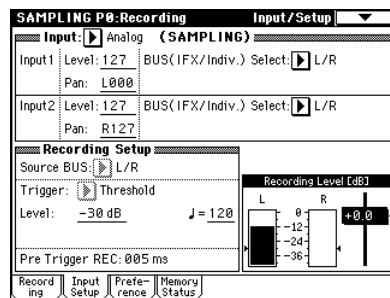 SAMPLING P0:Recording Input/Setup
Input: Analog (SAMPLING)
Input1 Level: 127 BUS(IFX/Indiv.) Select: L/R
Pan: L000
Input2 Level: 127 BUS(IFX/Indiv.) Select: L/R
Pan: R127
Recording Setup
Source BUS: L/R
Trigger: Threshold
Level: -30 dB ♩= 120
Pre Trigger REC: 005 ms
Recording Level [dB]
L R
0
+0.0
-12
-24
-36
Record ing Input Setup Prefe- rence Memory Status